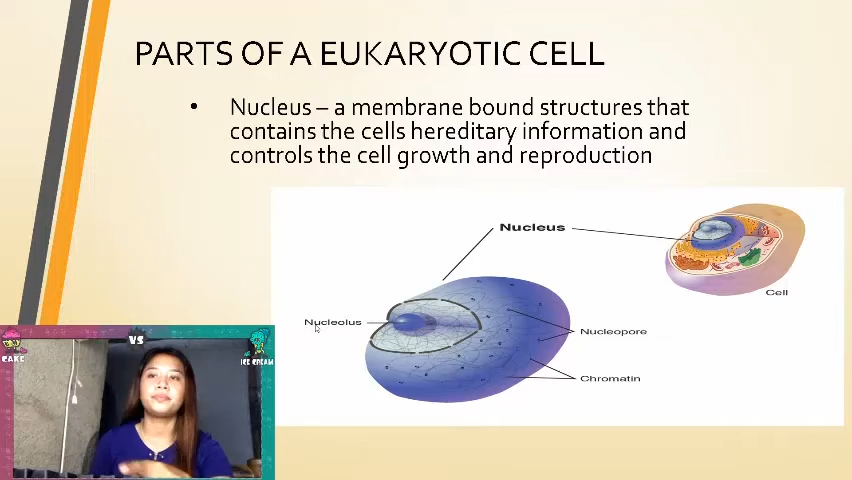 PARTS OF A EUKARYOTIC CELL
• Nucleus – a membrane bound structures that
contains the cells hereditary information and
controls the cell growth and reproduction
Nucleus
Cell
Nucleolus
Nucleopore
Chromatin
VS
CAKE
ICE CREAM